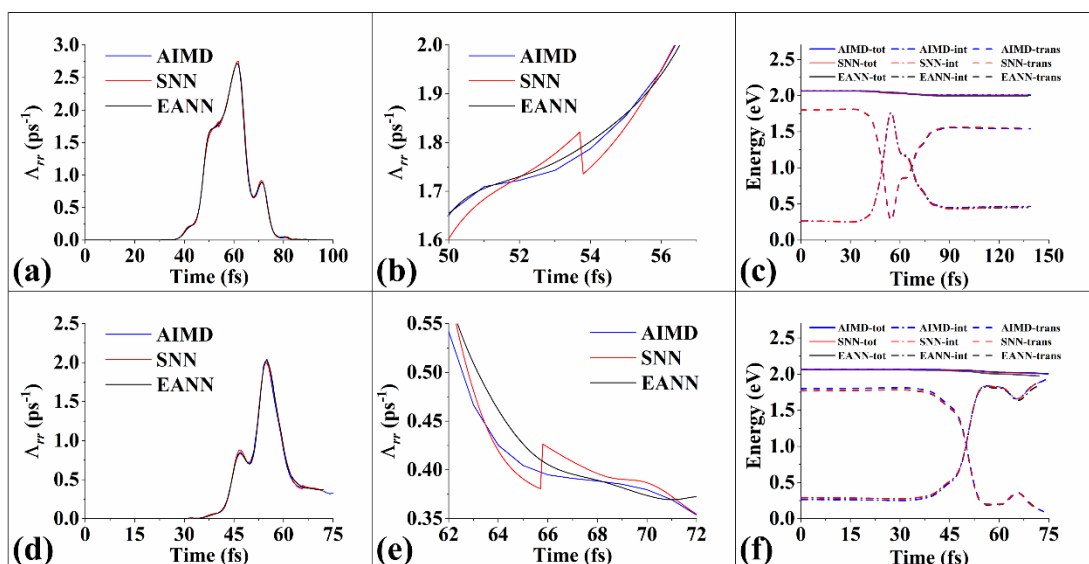 3.0
2.5
2.0
1.5
1.0
0.5
0.0
Λrr (ps-1)
AIMD
SNN
EANN
0 20 40 60 80 100
Time (fs)
(a)
2.0
1.9
1.8
1.7
1.6
Λrr (ps-1)
AIMD
SNN
EANN
50 52 54 56
Time (fs)
(b)
2.5
2.0
1.5
1.0
0.5
0.0
Energy (eV)
AIMD-tot AIMD-int AIMD-trans
SNN-tot SNN-int SNN-trans
EANN-tot EANN-int EANN-trans
0 30 60 90 120 150
Time (fs)
(c)
2.5
2.0
1.5
1.0
0.5
0.0
Λrr (ps-1)
AIMD
SNN
EANN
0 15 30 45 60 75
Time (fs)
(d)
0.55
0.50
0.45
0.40
0.35
Λrr (ps-1)
AIMD
SNN
EANN
62 64 66 68 70 72
Time (fs)
(e)
2.5
2.0
1.5
1.0
0.5
0.0
Energy (eV)
AIMD-tot AIMD-int AIMD-trans
SNN-tot SNN-int SNN-trans
EANN-tot EANN-int EANN-trans
0 15 30 45 60 75
Time (fs)
(f)